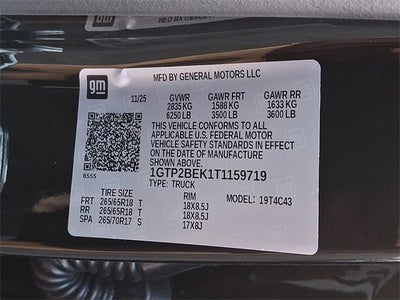 gm
MFD BY GENERAL MOTORS LLC
11/25 GVWR GAWR FRT GAWR RR
2835 KG 1588 KG 1633 KG
6250 LB 3500 LB 3600 LB
THIS VEHICLE CONFORMS TO ALL
APPLICABLE U.S. FEDERAL MOTOR
VEHICLE SAFETY STANDARDS IN EFFECT
ON THE DATE OF MANUFACTURE
SHOWN ABOVE.
8555
1GTP2BEK1T1159719
TYPE: TRUCK MODEL: 19T4C43
TIRE SIZE RIM
FRT 265/65R18 T 18X8.5J
RR 265/65R18 T 18X8.5J
SPA 265/70R17 S 17X8J